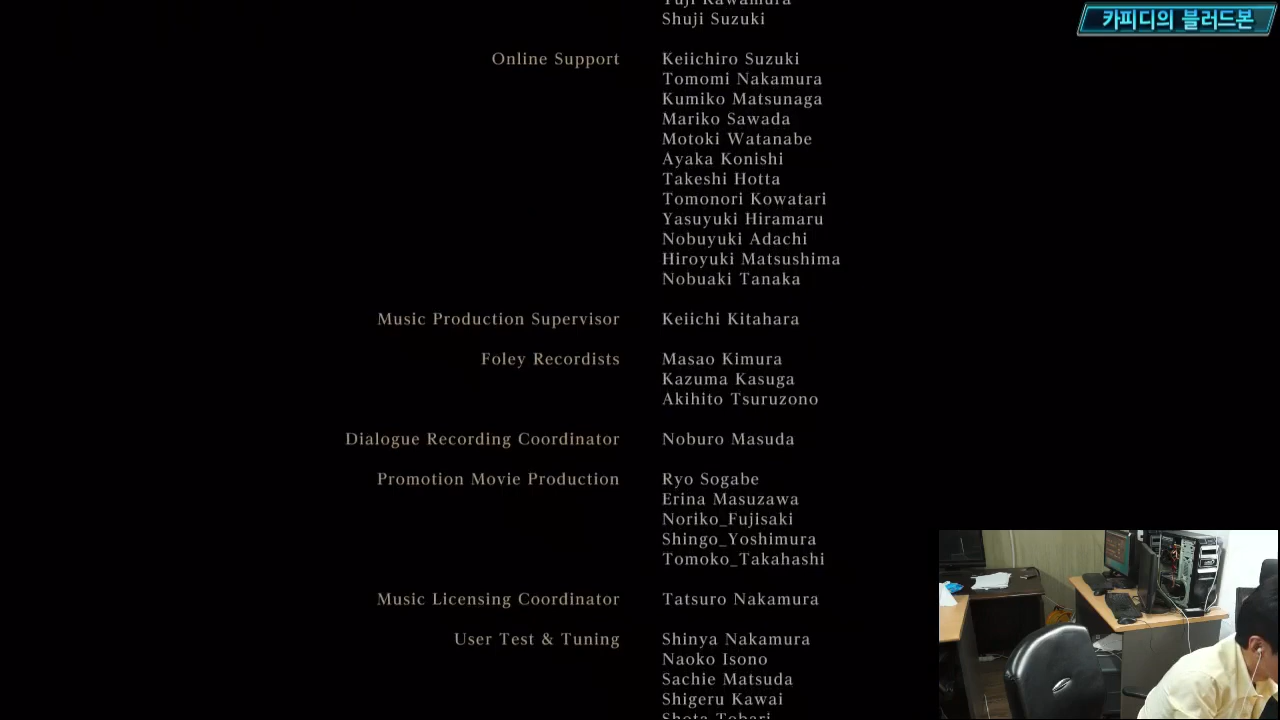 카피디의 블러드본
Shuji Suzuki
Online Support Keiichiro Suzuki
Tomomi Nakamura
Kumiko Matsunaga
Mariko Sawada
Motoki Watanabe
Ayaka Konishi
Takeshi Hotta
Tomonori Kowatari
Yasuyuki Hiramaru
Nobuyuki Adachi
Hiroyuki Matsushima
Nobuaki Tanaka
Music Production Supervisor Keiichi Kitahara
Foley Recordists Masao Kimura
Kazuma Kasuga
Akihito Tsuruzono
Dialogue Recording Coordinator Noburo Masuda
Promotion Movie Production Ryo Sogabe
Erina Masuzawa
Noriko_Fujisaki
Shingo_Yoshimura
Tomoko_Takahashi
Music Licensing Coordinator Tatsuro Nakamura
User Test & Tuning Shinya Nakamura
Naoko Isono
Sachie Matsuda
Shigeru Kawai